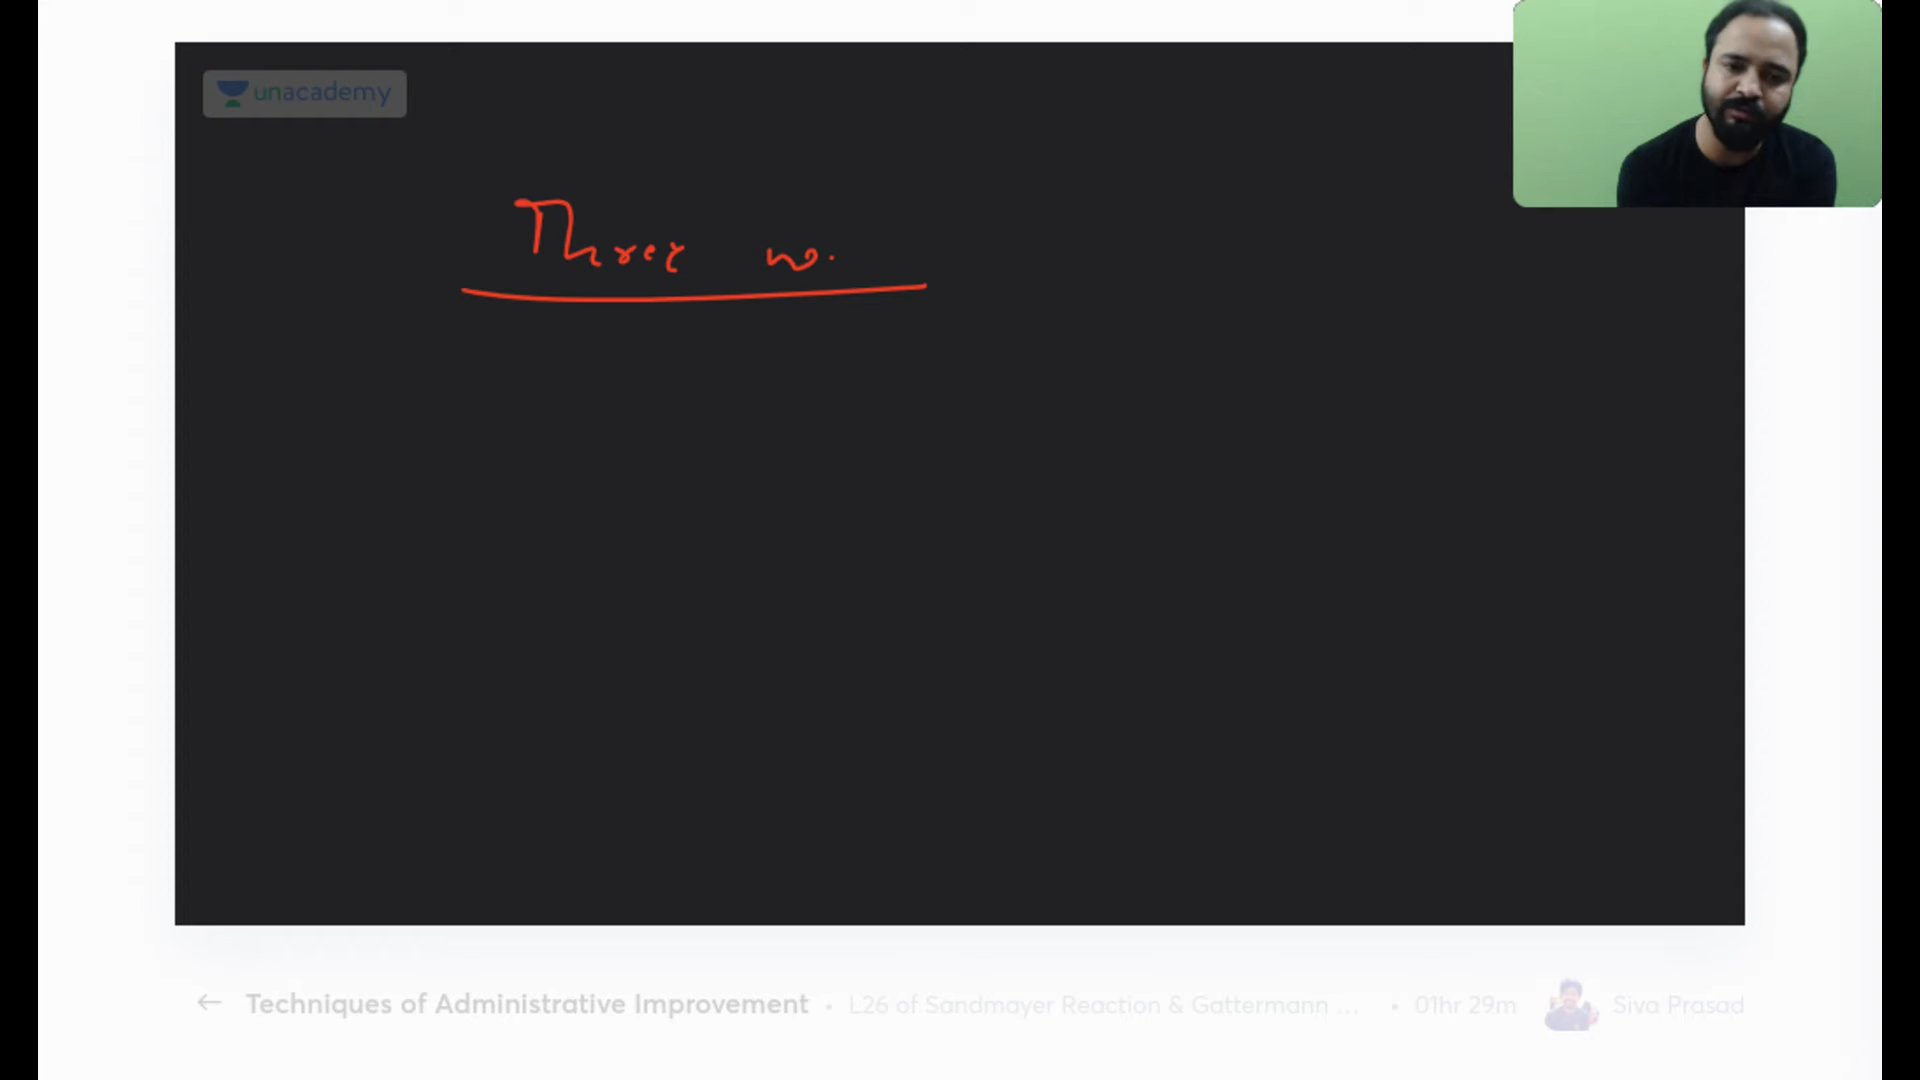 unacademy
Three no.
Techniques of Administrative Improvement • L26 of Sandmayer Reaction & Gattermann ... • 01hr 29m Siva Prasad